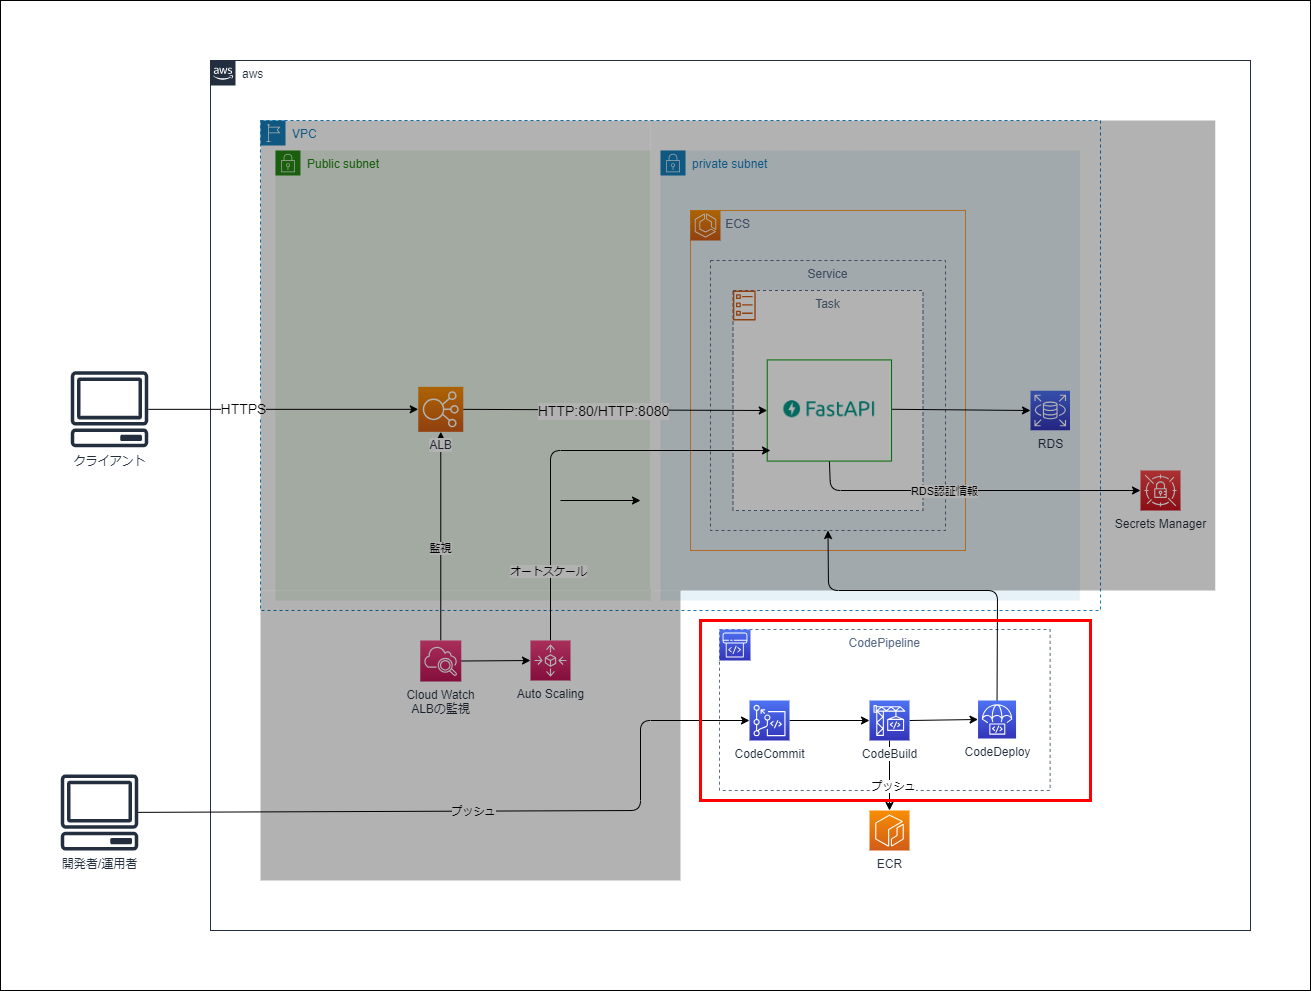 aws
aws
VPC
Public subnet
private subnet
ECS
Service
Task
FastAPI
HTTPS
HTTP:80/HTTP:8080
ALB
RDS
クライアント
RDS認証情報
Secrets Manager
監視
オートスケール
CodePipeline
Cloud Watch
ALBの監視
Auto Scaling
CodeCommit
CodeBuild
CodeDeploy
プッシュ
プッシュ
開発者/運用者
ECR